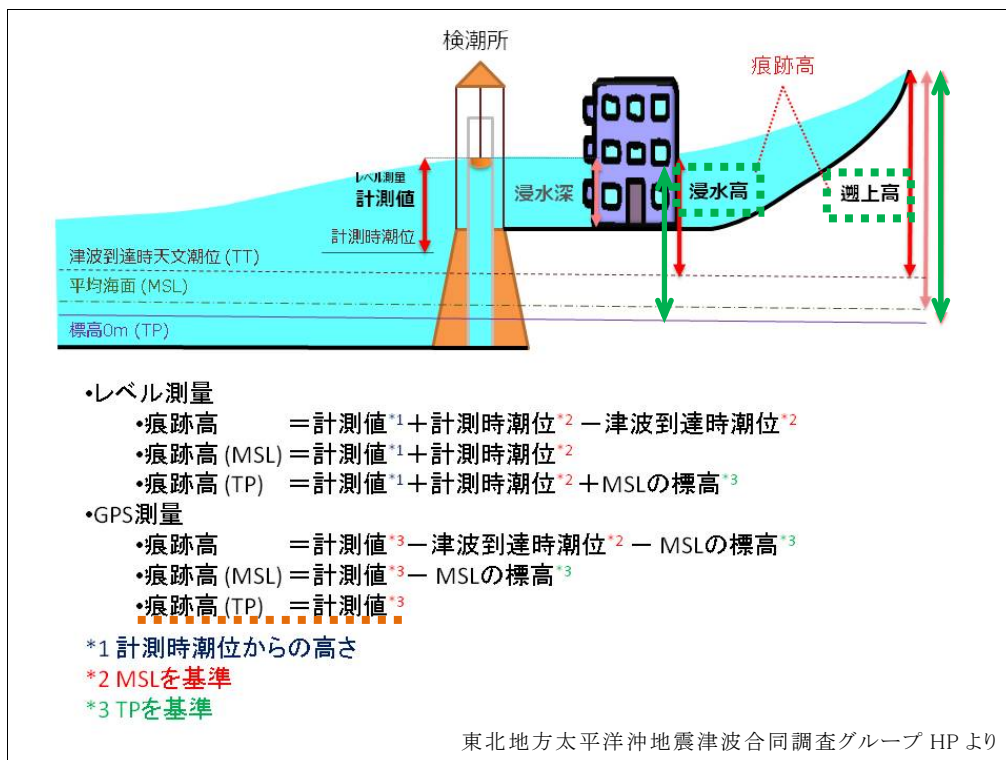 検潮所
痕跡高
レベル測量
計測値
浸水深
浸水高
遡上高
計測時潮位
津波到達時天文潮位 (TT)
平均海面 (MSL)
標高0m (TP)
•レベル測量
•痕跡高 ＝計測値*1＋計測時潮位*2 －津波到達時潮位*2
•痕跡高 (MSL) ＝計測値*1＋計測時潮位*2
•痕跡高 (TP) ＝計測値*1＋計測時潮位*2 ＋MSLの標高*3
•GPS測量
•痕跡高 ＝計測値*3－津波到達時潮位*2 － MSLの標高*3
•痕跡高 (MSL) ＝計測値*3－ MSLの標高*3
•痕跡高 (TP) ＝計測値*3
*1 計測時潮位からの高さ
*2 MSLを基準
*3 TPを基準
東北地方太平洋沖地震津波合同調査グループ HP より